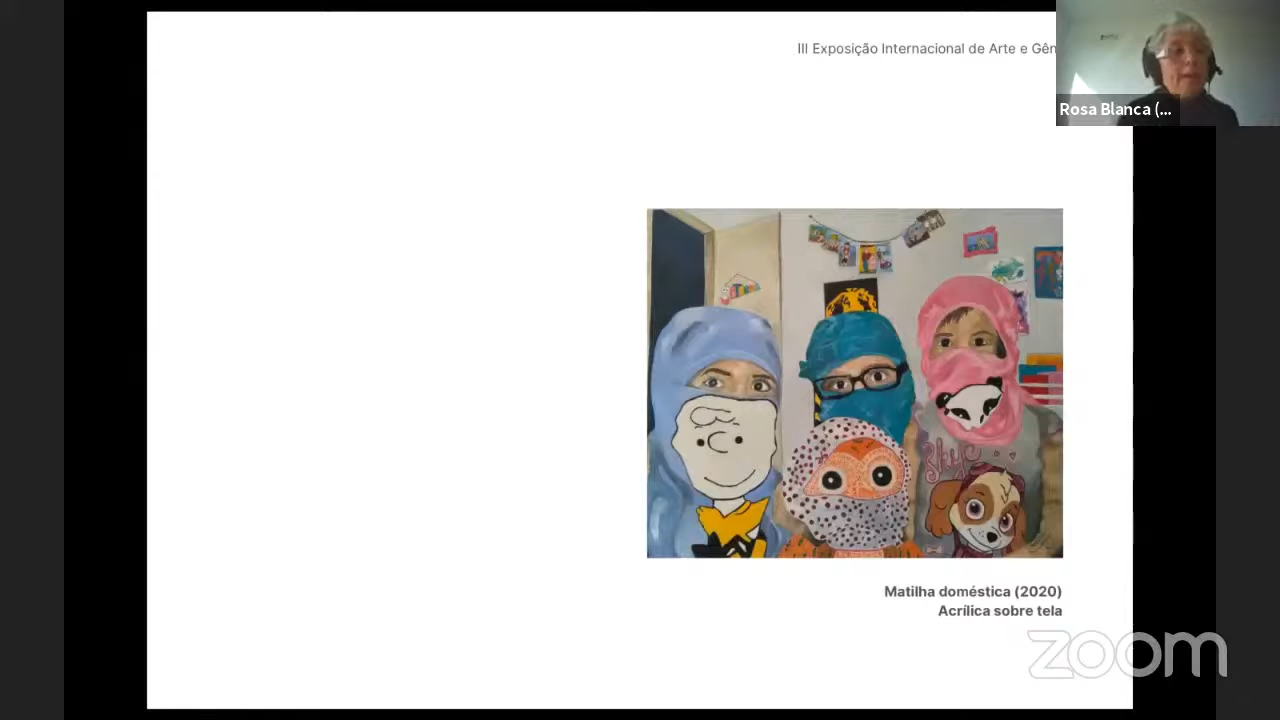 III Exposição Internacional de Arte e Gên
Rosa Blanca (...
Skye
Matilha doméstica (2020)
Acrílica sobre tela
zoom